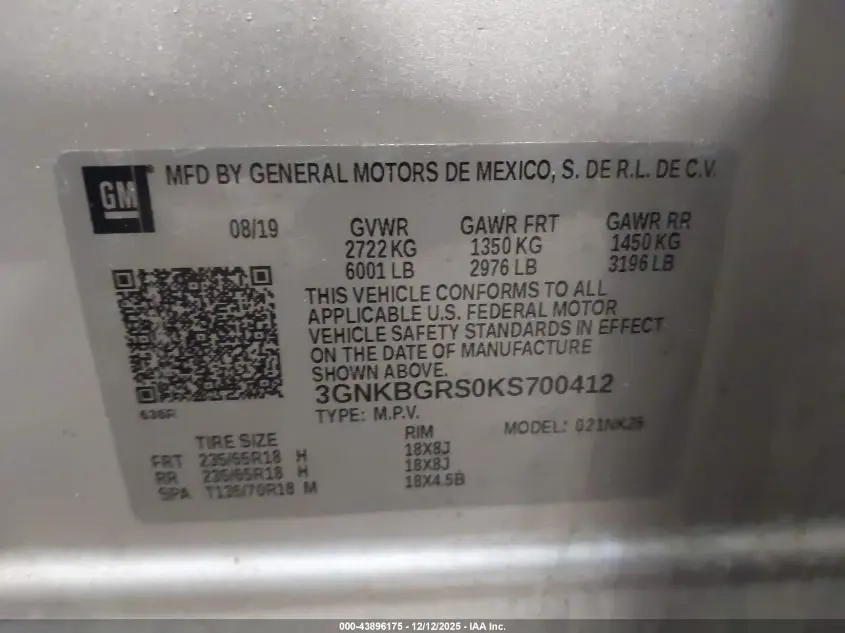 GM
MFD BY GENERAL MOTORS DE MEXICO, S. DE R.L. DE C.V.
08/19 GVWR GAWR FRT GAWR RR
2722 KG 1350 KG 1450 KG
6001 LB 2976 LB 3196 LB
THIS VEHICLE CONFORMS TO ALL
APPLICABLE U.S. FEDERAL MOTOR
VEHICLE SAFETY STANDARDS IN EFFECT
ON THE DATE OF MANUFACTURE
SHOWN ABOVE.
3GNKBGRS0KS700412
TYPE: M.P.V. MODEL:
TIRE SIZE RIM
FRT 235/65R18 H 18X8J
RR 235/65R18 H 18X8J
SPA T135/70R18 M 18X4.5B
000-43896175 - 12/12/2025 - IAA Inc.